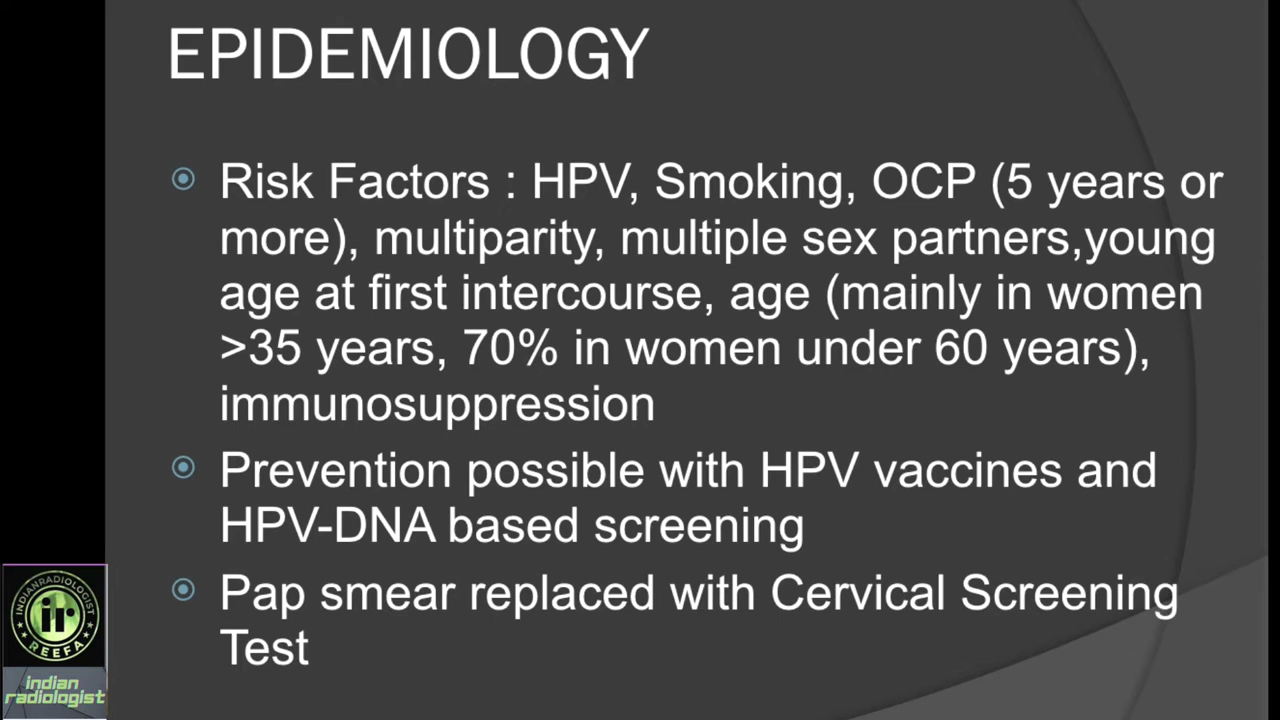 EPIDEMIOLOGY
Risk Factors : HPV, Smoking, OCP (5 years or
more), multiparity, multiple sex partners,young
age at first intercourse, age (mainly in women
>35 years, 70% in women under 60 years),
immunosuppression
Prevention possible with HPV vaccines and
HPV-DNA based screening
Pap smear replaced with Cervical Screening
Test
INDIANRADIOLOGIST
ir
REEFA
indian
radiologist